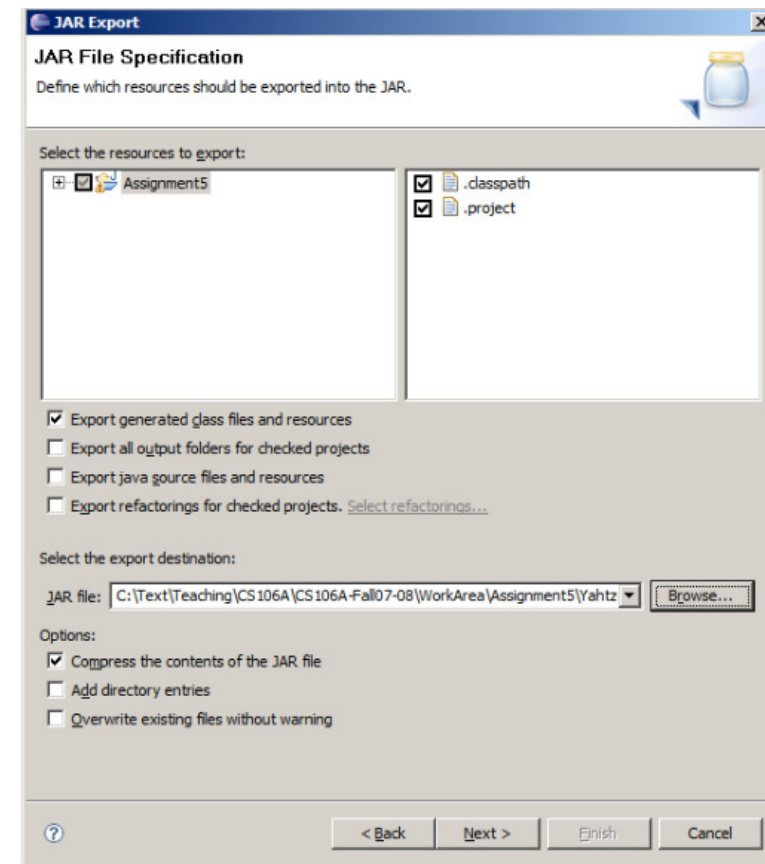 JAR Export
JAR File Specification
Define which resources should be exported into the JAR.
Select the resources to export:
Assignment5
.classpath
.project
Export generated class files and resources
Export all output folders for checked projects
Export java source files and resources
Export refactorings for checked projects. Select refactorings...
Select the export destination:
JAR file: C:\Text\Teaching\CS106A\CS106A-Fall07-08\WorkArea\Assignment5\Yahtz Browse...
Options:
Compress the contents of the JAR file
Add directory entries
Overwrite existing files without warning
? < Back Next > Finish Cancel